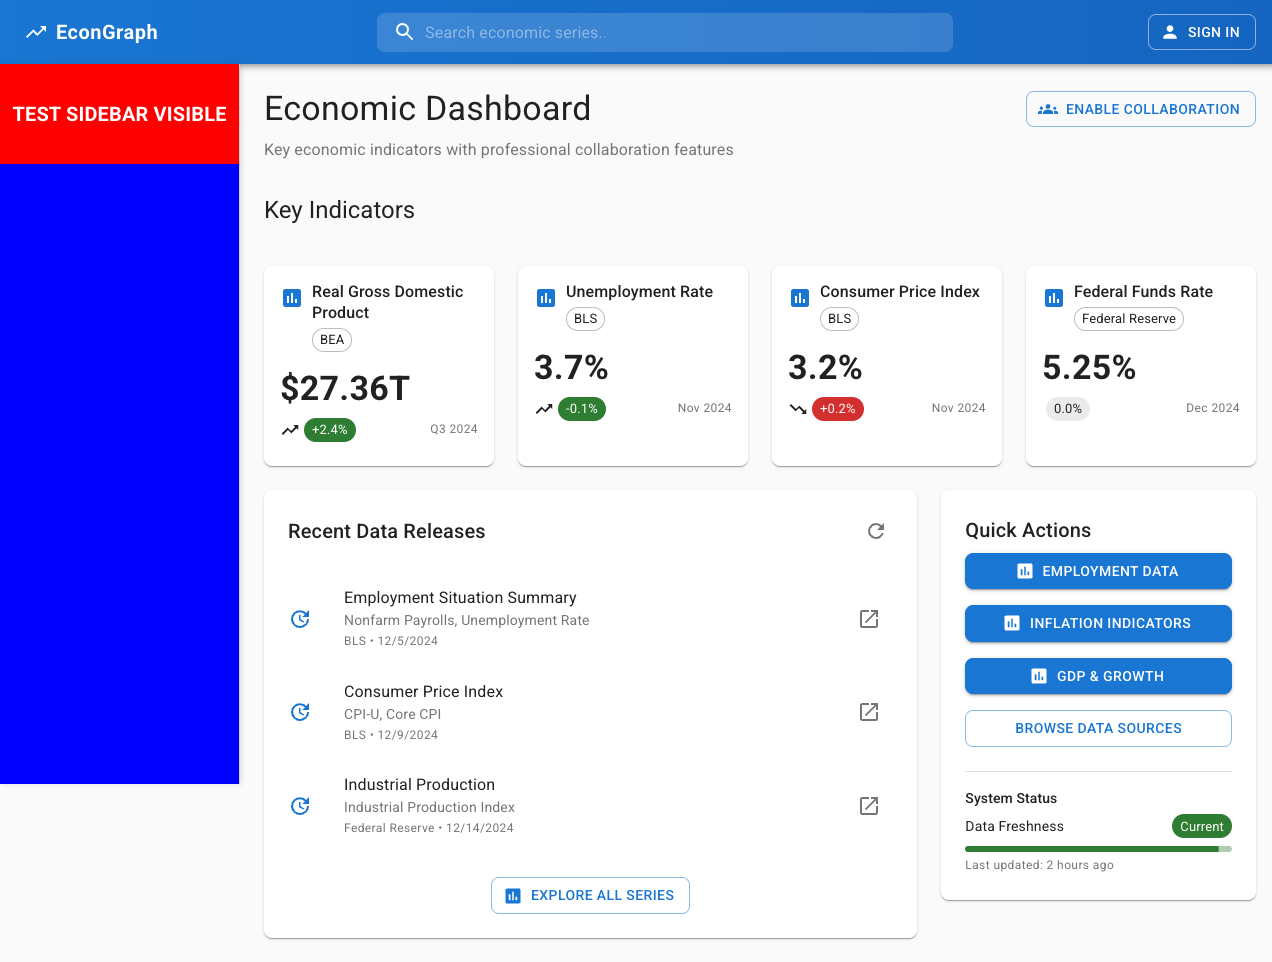 EconGraph
Search economic series..
SIGN IN
TEST SIDEBAR VISIBLE
Economic Dashboard
ENABLE COLLABORATION
Key economic indicators with professional collaboration features
Key Indicators
Real Gross Domestic
Product
BEA
$27.36T
+2.4%
Q3 2024
Unemployment Rate
BLS
3.7%
-0.1%
Nov 2024
Consumer Price Index
BLS
3.2%
+0.2%
Nov 2024
Federal Funds Rate
Federal Reserve
5.25%
0.0%
Dec 2024
Recent Data Releases
Employment Situation Summary
Nonfarm Payrolls, Unemployment Rate
BLS • 12/5/2024
Consumer Price Index
CPI-U, Core CPI
BLS • 12/9/2024
Industrial Production
Industrial Production Index
Federal Reserve • 12/14/2024
EXPLORE ALL SERIES
Quick Actions
EMPLOYMENT DATA
INFLATION INDICATORS
GDP & GROWTH
BROWSE DATA SOURCES
System Status
Data Freshness
Current
Last updated: 2 hours ago